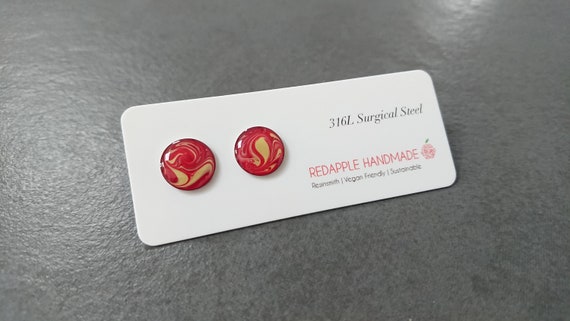 316L Surgical Steel
REDAPPLE HANDMADE
Resinsmith | Vegan Friendly | Sustainable